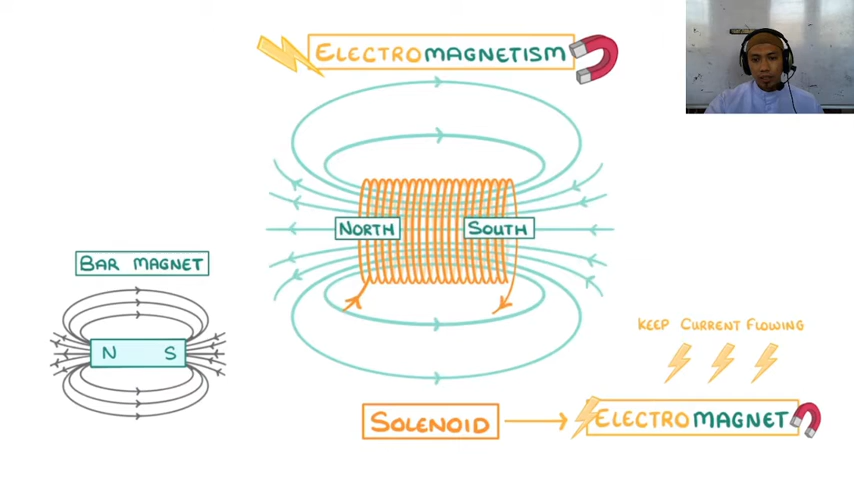 ELECTROMAGNETISM
NORTH
SOUTH
BAR MAGNET
N S
KEEP CURRENT FLOWING
SOLENOID
ELECTROMAGNET